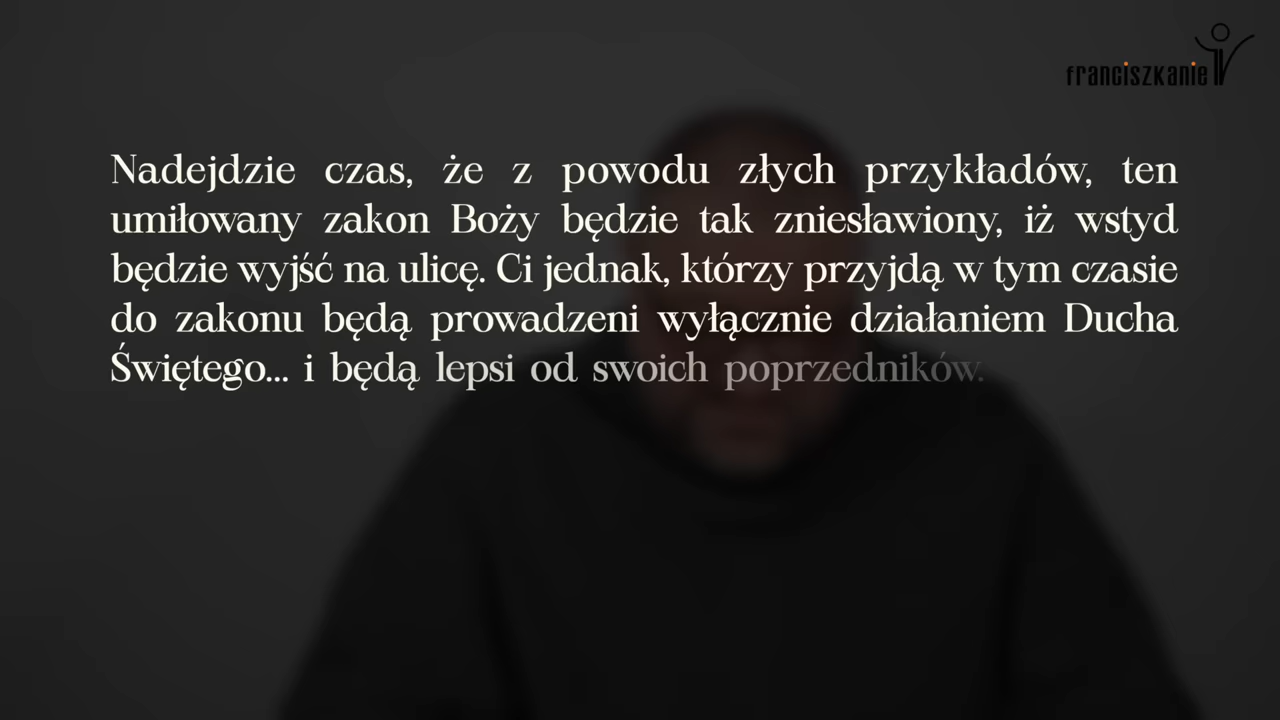 franciszkanie
Nadejdzie czas, że z powodu złych przykładów, ten
umiłowany zakon Boży będzie tak zniesławiony, iż wstyd
będzie wyjść na ulicę. Ci jednak, którzy przyjdą w tym czasie
do zakonu będą prowadzeni wyłącznie działaniem Ducha
Świętego... i będą lepsi od swoich poprzedników.